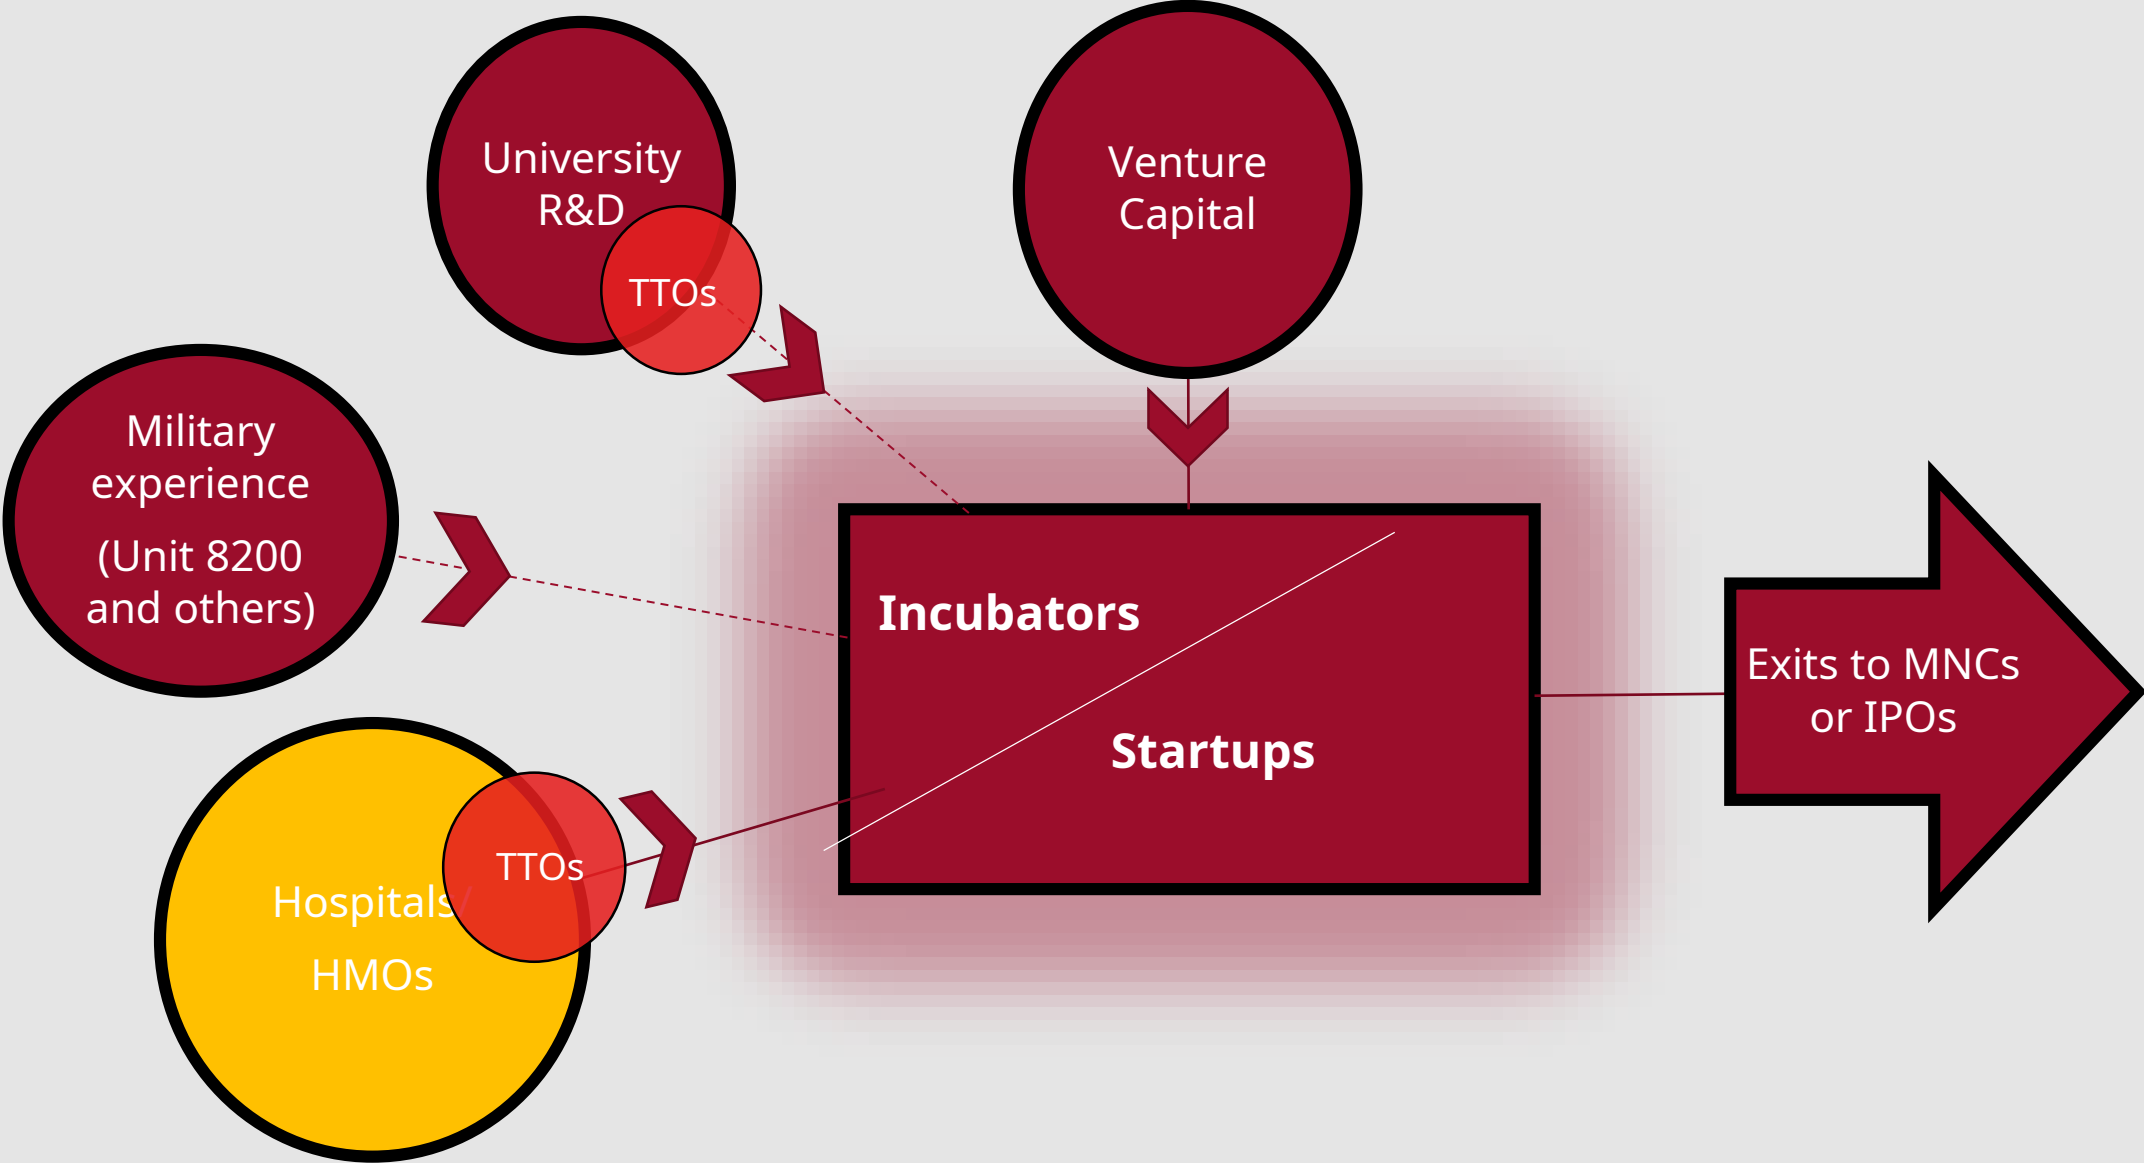 University
R&D
TTOs
Venture
Capital
Military
experience
(Unit 8200
and others)
Incubators
Startups
Exits to MNCs
or IPOs
TTOs
Hospitals/
HMOs